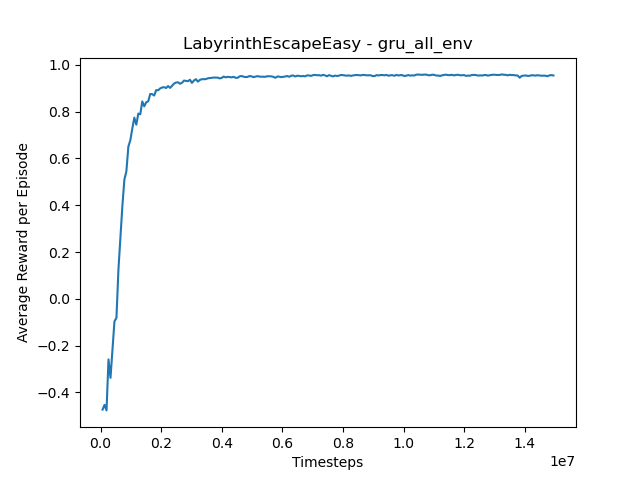 LabyrinthEscapeEasy - gru_all_env
Average Reward per Episode
1.0
0.8
0.6
0.4
0.2
0.0
−0.2
−0.4
0.0 0.2 0.4 0.6 0.8 1.0 1.2 1.4
1e7
Timesteps